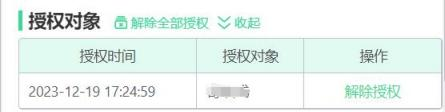 授权对象 解除全部授权 收起
授权时间 授权对象 操作
2023-12-19 17:24:59 解除授权